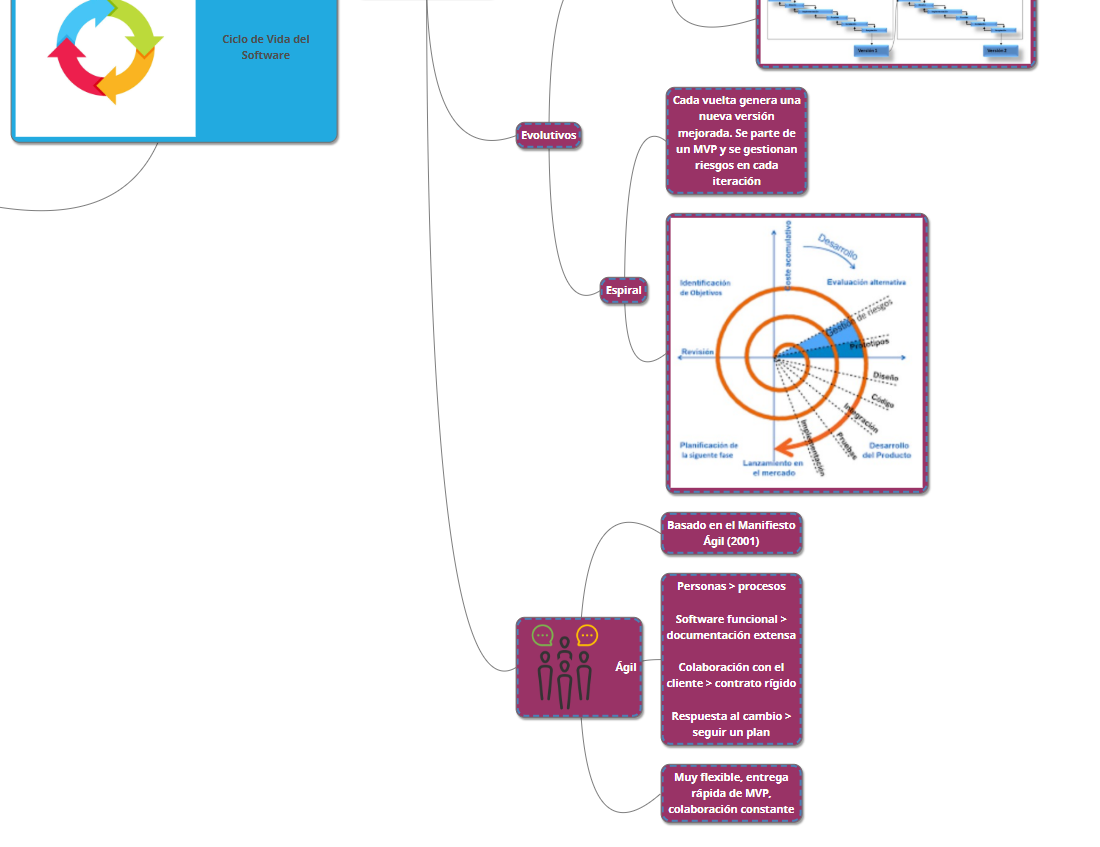 Ciclo de Vida del
Software
Versión 1
Versión 2
Evolutivos
Cada vuelta genera una
nueva versión
mejorada. Se parte de
un MVP y se gestionan
riesgos en cada
iteración
Espiral
Coste acomulativo
Desarrollo
Identificación
de Objetivos
Evaluación alternativa
Gestión de riesgos
Prototipos
Revisión
Diseño
Código
Integración
Pruebas
Implementación
Planificación de
la siguente fase
Desarrollo
del Producto
Lanzamiento en
el mercado
Basado en el Manifiesto
Ágil (2001)
Ágil
Personas > procesos
Software funcional >
documentación extensa
Colaboración con el
cliente > contrato rígido
Respuesta al cambio >
seguir un plan
Muy flexible, entrega
rápida de MVP,
colaboración constante